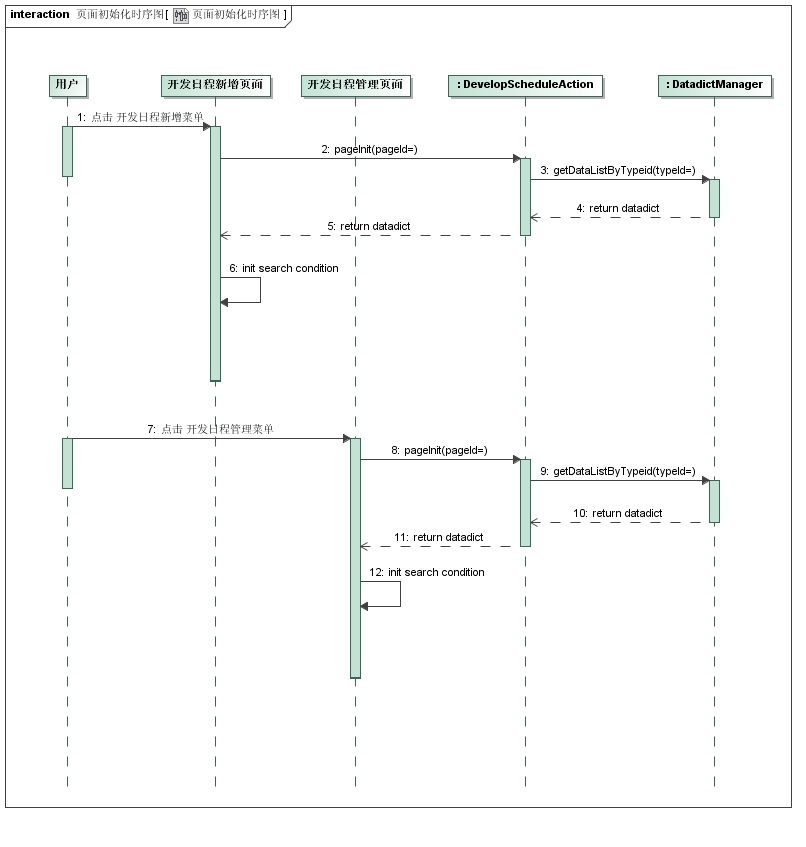 interaction 页面初始化时序图[ 页面初始化时序图 ]
用户
开发日程新增页面
开发日程管理页面
: DevelopScheduleAction
: DatadictManager
1: 点击 开发日程新增菜单
2: pageInit(pageId=)
3: getDataListByTypeid(typeId=)
4: return datadict
5: return datadict
6: init search condition
7: 点击 开发日程管理菜单
8: pageInit(pageId=)
9: getDataListByTypeid(typeId=)
10: return datadict
11: return datadict
12: init search condition